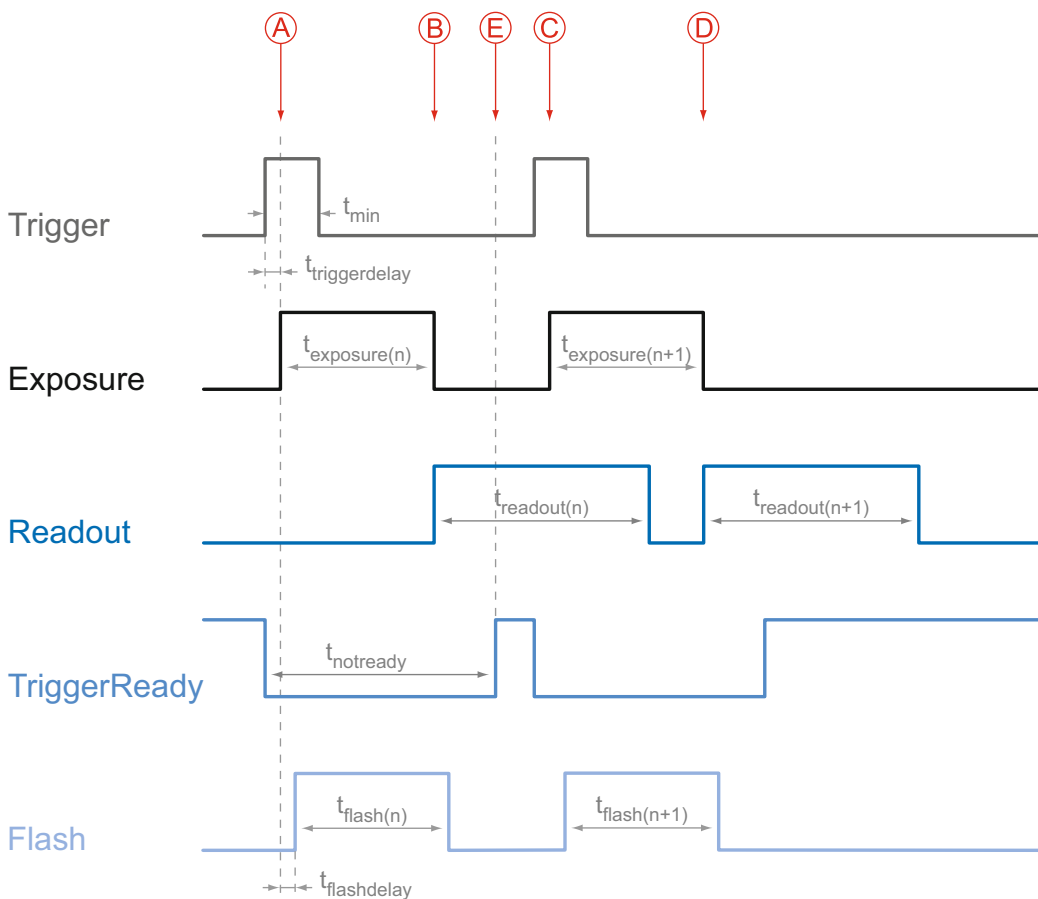 A B E C D
Trigger
tmin
ttriggerdelay
Exposure
texposure(n)
texposure(n+1)
Readout
treadout(n)
treadout(n+1)
TriggerReady
tnotready
Flash
tflash(n)
tflash(n+1)
tflashdelay